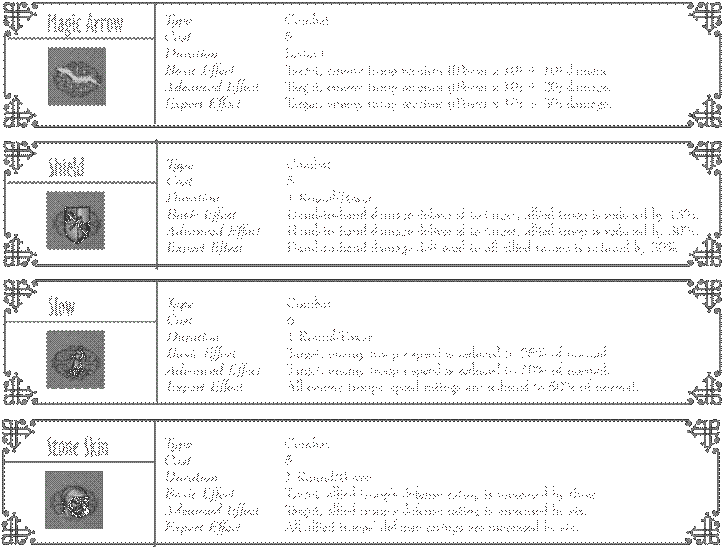 Magic Arrow
Type Combat
Cost 5
Duration Instant
Basic Effect Target, enemy troop receives x 10) + 10 damage.
Advanced Effect Target, enemy troop receives x 10) + 20) damage.
Expert Effect Target, enemy troop receives x 10) + 30) damage.
Shield
Type Combat
Cost 5
Duration 1 Round/Power
Basic Effect Hand-to-hand damage delivered to target, allied troop is reduced by 15%.
Advanced Effect Hand-to-hand damage delivered to target, allied troop is reduced by 30%.
Expert Effect Hand-to-hand damage delivered to all allied troops is reduced by 30%.
Slow
Type Combat
Cost 6
Duration 1 Round/Power
Basic Effect Target, enemy troop's speed is reduced to of normal.
Advanced Effect Target, enemy troop's speed is reduced to of normal.
Expert Effect All enemy troops' speed ratings are reduced to 50% of normal.
Stone Skin
Type Combat
Cost 5
Duration 1 Round/Power
Basic Effect Target, allied troop's defense rating is increased by three.
Advanced Effect Target, allied troop's defense rating is increased by six.
Expert Effect All allied troops' defense ratings are increased by six.